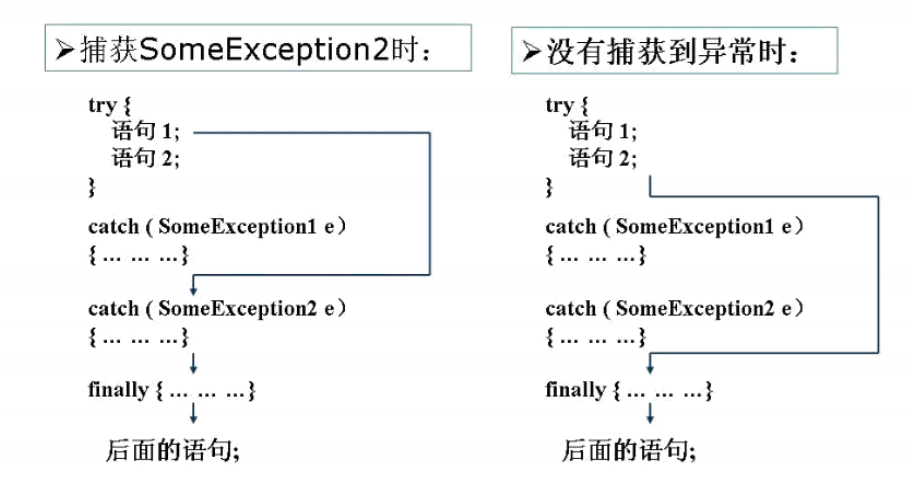 ➢捕获SomeException2时：
try {
语句 1;
语句 2;
}
catch ( SomeException1 e）
{ ... ... ...}
catch ( SomeException2 e）
{ ... ... ...}
finally { ... ... ...}
后面的语句;
➢没有捕获到异常时：
try {
语句 1;
语句 2;
}
catch ( SomeException1 e）
{ ... ... ...}
catch ( SomeException2 e）
{ ... ... ...}
finally { ... ... ...}
后面的语句;